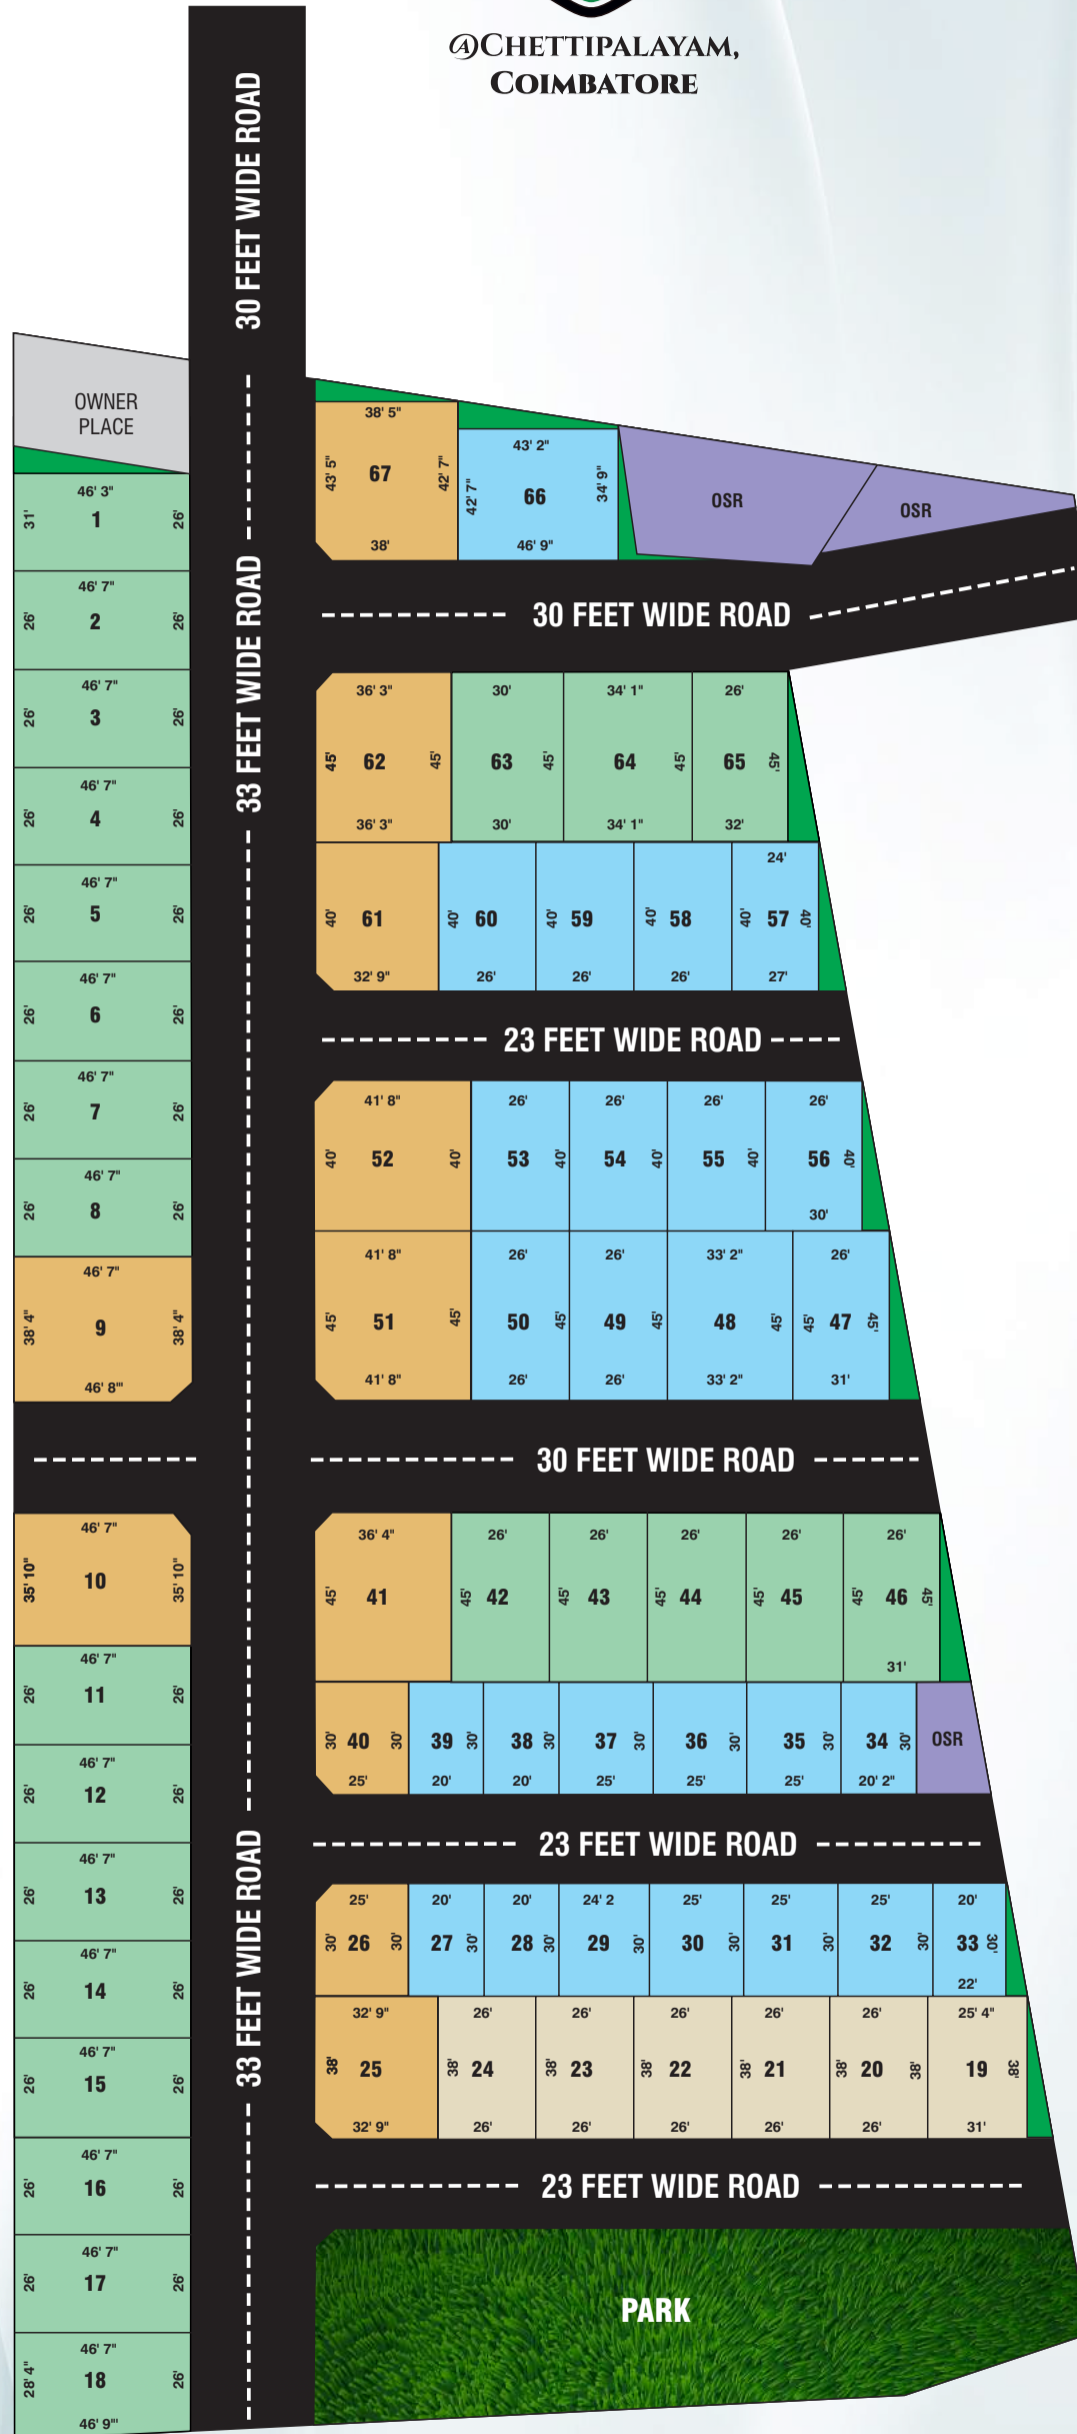 @CHETTIPALAYAM,
COIMBATORE
30 FEET WIDE ROAD
OWNER
PLACE
46' 3"
31' 1 26'
46' 7"
26' 2 26'
46' 7"
26' 3 26'
46' 7"
26' 4 26'
46' 7"
26' 5 26'
46' 7"
26' 6 26'
46' 7"
26' 7 26'
46' 7"
26' 8 26'
46' 7"
38' 4" 9 38' 4"
46' 8"'
46' 7"
35' 10" 10 35' 10"
46' 7"
26' 11 26'
46' 7"
26' 12 26'
46' 7"
26' 13 26'
46' 7"
26' 14 26'
46' 7"
26' 15 26'
46' 7"
26' 16 26'
46' 7"
26' 17 26'
46' 7"
28' 4" 18 26'
46' 9"'
33 FEET WIDE ROAD
33 FEET WIDE ROAD
38' 5"
43' 5" 67 42' 7"
38'
43' 2"
42' 7" 66 34' 9"
46' 9"
OSR
OSR
30 FEET WIDE ROAD
36' 3" 30' 34' 1" 26'
45' 62 45' 63 45' 64 45' 65 45'
36' 3" 30' 34' 1" 32'
24'
40' 61 40' 60 40' 59 40' 58 40' 57 40'
32' 9" 26' 26' 26' 27'
23 FEET WIDE ROAD
41' 8" 26' 26' 26' 26'
40' 52 40' 53 40' 54 40' 55 40' 56 40'
30'
41' 8" 26' 26' 33' 2" 26'
45' 51 45' 50 45' 49 45' 48 45' 45' 47 45'
41' 8" 26' 26' 33' 2" 31'
30 FEET WIDE ROAD
36' 4" 26' 26' 26' 26' 26'
45' 41 45' 42 45' 43 45' 44 45' 45 45' 46 45'
31'
30' 40 30' 39 30' 38 30' 37 30' 36 30' 35 30' 34 30' OSR
25' 20' 20' 25' 25' 25' 20' 2"
23 FEET WIDE ROAD
25' 20' 20' 24' 2 25' 25' 25' 20'
30' 26 30' 27 30' 28 30' 29 30' 30 30' 31 30' 32 30' 33 30'
22'
32' 9" 26' 26' 26' 26' 26' 25' 4"
38' 25 38' 24 38' 23 38' 22 38' 21 38' 20 38' 19 38'
32' 9" 26' 26' 26' 26' 26' 31'
23 FEET WIDE ROAD
PARK